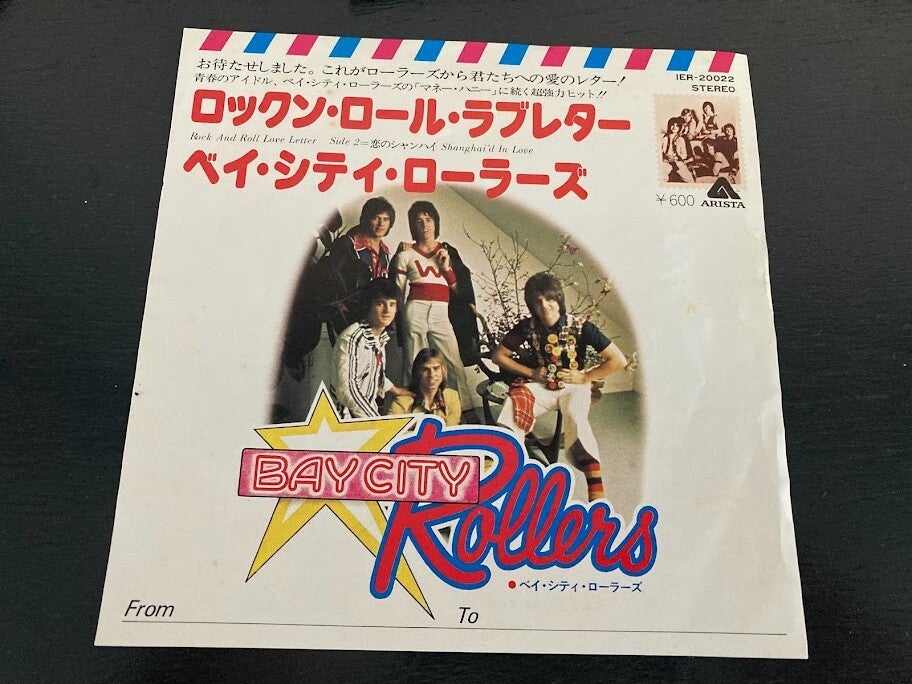 お待たせしました。これがローラーズから君たちへの愛のレター!
青春のアイドル、ベイ・シティ・ローラーズの「マネー・ハニー」に続く超強力ヒット!!
IER-20022
STEREO
ロックン・ロール・ラブレター
Rock And Roll Love Letter Side 2=恋のシャンハイ Shanghai'd In Love
ベイ・シティ・ローラーズ
¥600 ARISTA
W
BAY CITY
Rollers
●ベイ・シティ・ローラーズ
From To